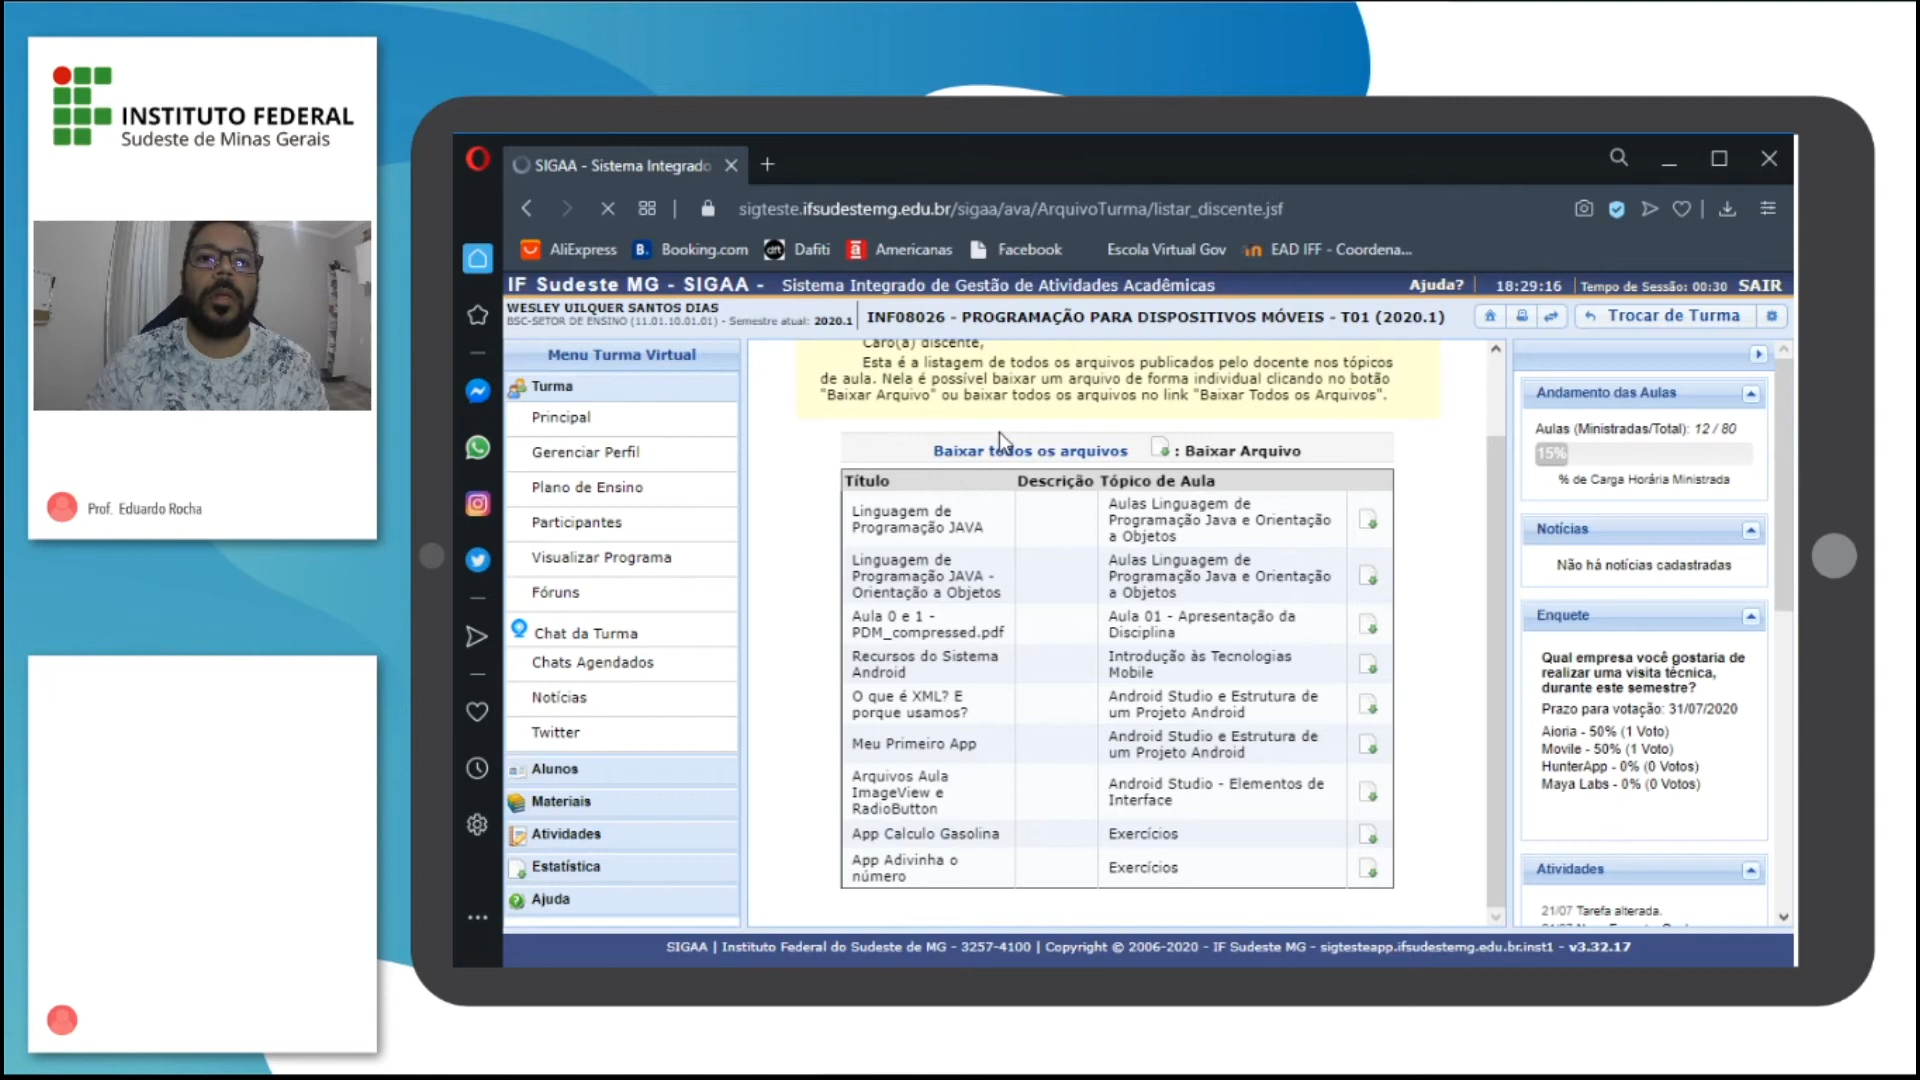 INSTITUTO FEDERAL
Sudeste de Minas Gerais
Prof. Eduardo Rocha
SIGAA - Sistema Integrado
sigteste.ifsudestemg.edu.br/sigaa/ava/ArquivoTurma/listar_discente.jsf
AliExpress
B. Booking.com
Dafiti
Americanas
Facebook
Escola Virtual Gov
EAD IFF - Coordena...
IF Sudeste MG - SIGAA - Sistema Integrado de Gestão de Atividades Acadêmicas
Ajuda? 18:29:16 Tempo de Sessão: 00:30 SAIR
WESLEY UILQUER SANTOS DIAS
BSC-SETOR DE ENSINO (11.01.10.01.01) - Semestre atual: 2020.1
INF08026 - PROGRAMAÇÃO PARA DISPOSITIVOS MÓVEIS - T01 (2020.1)
Trocar de Turma
Menu Turma Virtual
Turma
Principal
Gerenciar Perfil
Plano de Ensino
Participantes
Visualizar Programa
Fóruns
Chat da Turma
Chats Agendados
Notícias
Twitter
Alunos
Materiais
Atividades
Estatística
Ajuda
Caro(a) discente,
Esta é a listagem de todos os arquivos publicados pelo docente nos tópicos
de aula. Nela é possível baixar um arquivo de forma individual clicando no botão
"Baixar Arquivo" ou baixar todos os arquivos no link "Baixar Todos os Arquivos".
Baixar todos os arquivos : Baixar Arquivo
Título Descrição Tópico de Aula
Linguagem de
Programação JAVA
Aulas Linguagem de
Programação Java e Orientação
a Objetos
Linguagem de
Programação JAVA -
Orientação a Objetos
Aulas Linguagem de
Programação Java e Orientação
a Objetos
Aula 0 e 1 -
PDM_compressed.pdf
Aula 01 - Apresentação da
Disciplina
Recursos do Sistema
Android
Introdução às Tecnologias
Mobile
O que é XML? E
porque usamos?
Android Studio e Estrutura de
um Projeto Android
Meu Primeiro App
Android Studio e Estrutura de
um Projeto Android
Arquivos Aula
ImageView e
RadioButton
Android Studio - Elementos de
Interface
App Calculo Gasolina
Exercícios
App Adivinha o
número
Exercícios
Andamento das Aulas
Aulas (Ministradas/Total): 12 / 80
15%
% de Carga Horária Ministrada
Notícias
Não há notícias cadastradas
Enquete
Qual empresa você gostaria de
realizar uma visita técnica,
durante este semestre?
Prazo para votação: 31/07/2020
Aioria - 50% (1 Voto)
Movile - 50% (1 Voto)
HunterApp - 0% (0 Votos)
Maya Labs - 0% (0 Votos)
Atividades
21/07 Tarefa alterada.
SIGAA | Instituto Federal do Sudeste de MG - 3257-4100 | Copyright © 2006-2020 - IF Sudeste MG - sigtesteapp.ifsudestemg.edu.br.inst1 - v3.32.17